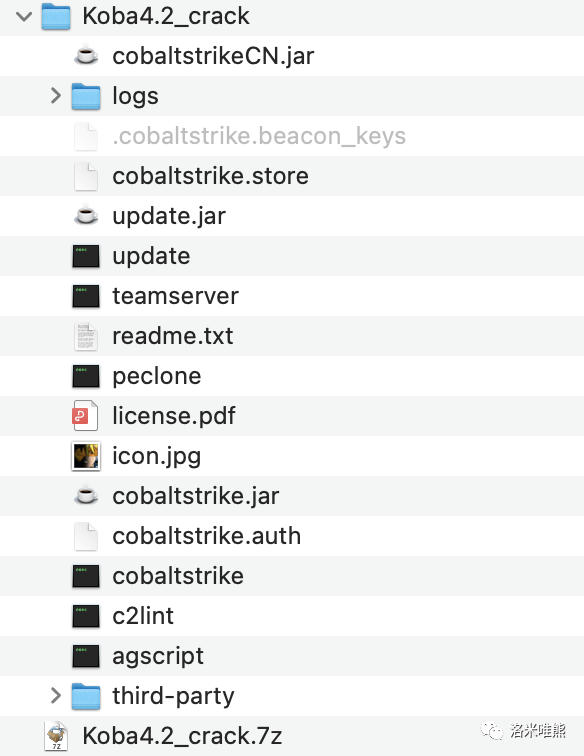 Koba4.2_crack
cobaltstrikeCN.jar
logs
.cobaltstrike.beacon_keys
cobaltstrike.store
update.jar
update
teamserver
readme.txt
peclone
license.pdf
icon.jpg
cobaltstrike.jar
cobaltstrike.auth
cobaltstrike
c2lint
agscript
third-party
Koba4.2_crack.7z
洛米唯熊